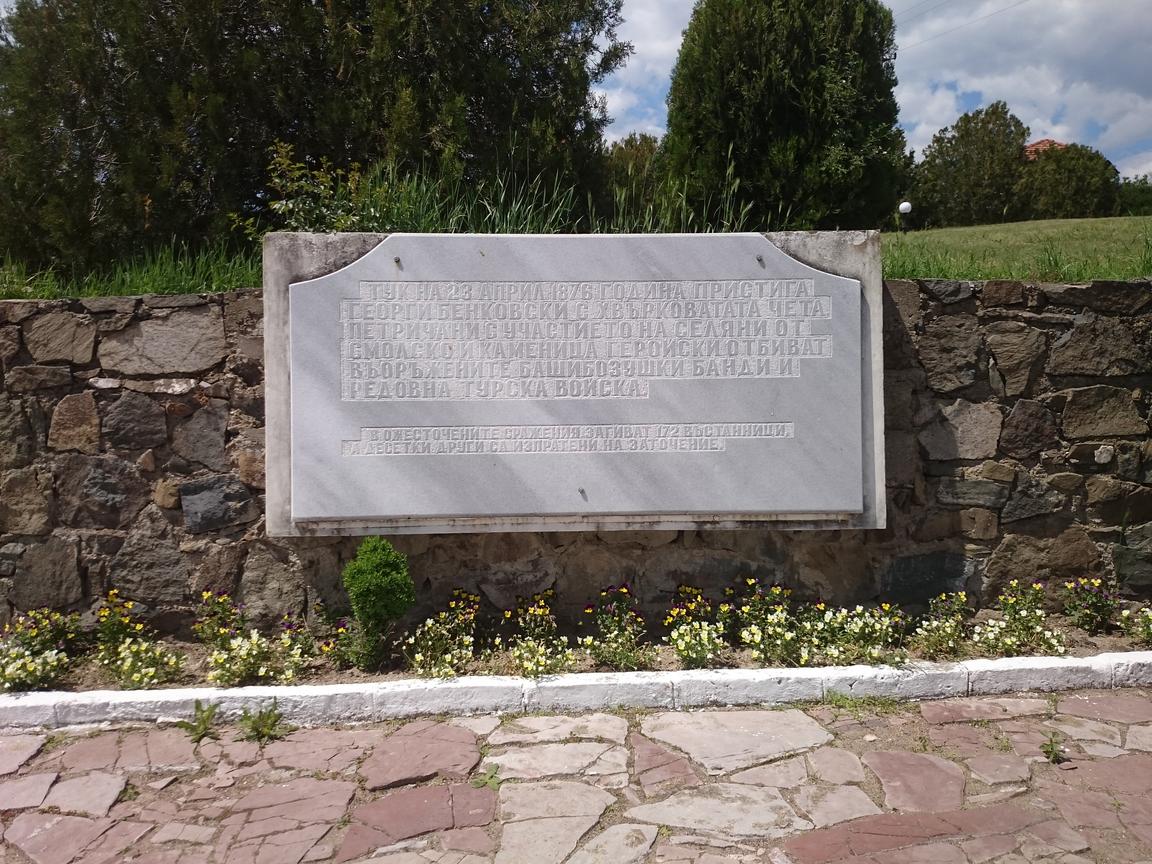 ТУК НА 23 АПРИЛ 1876 ГОДИНА ПРИСТИГА
ГЕОРГИ БЕНКОВСКИ С ХВЪРКОВАТАТА ЧЕТА
ПЕТРИЧАНИ С УЧАСТИЕТО НА СЕЛЯНИ ОТ
СМОЛСКО И КАМЕНИЦА ГЕРОЙСКИ ОТБИВАТ
ВЪОРЪЖЕНИТЕ БАШИБОЗУШКИ БАНДИ И
РЕДОВНА ТУРСКА ВОЙСКА.
В ОЖЕСТОЧЕНИТЕ СРАЖЕНИЯ ЗАГИВАТ 172 ВЪСТАННИЦИ,
А ДЕСЕТКИ ДРУГИ СА ИЗПРАТЕНИ НА ЗАТОЧЕНИЕ.